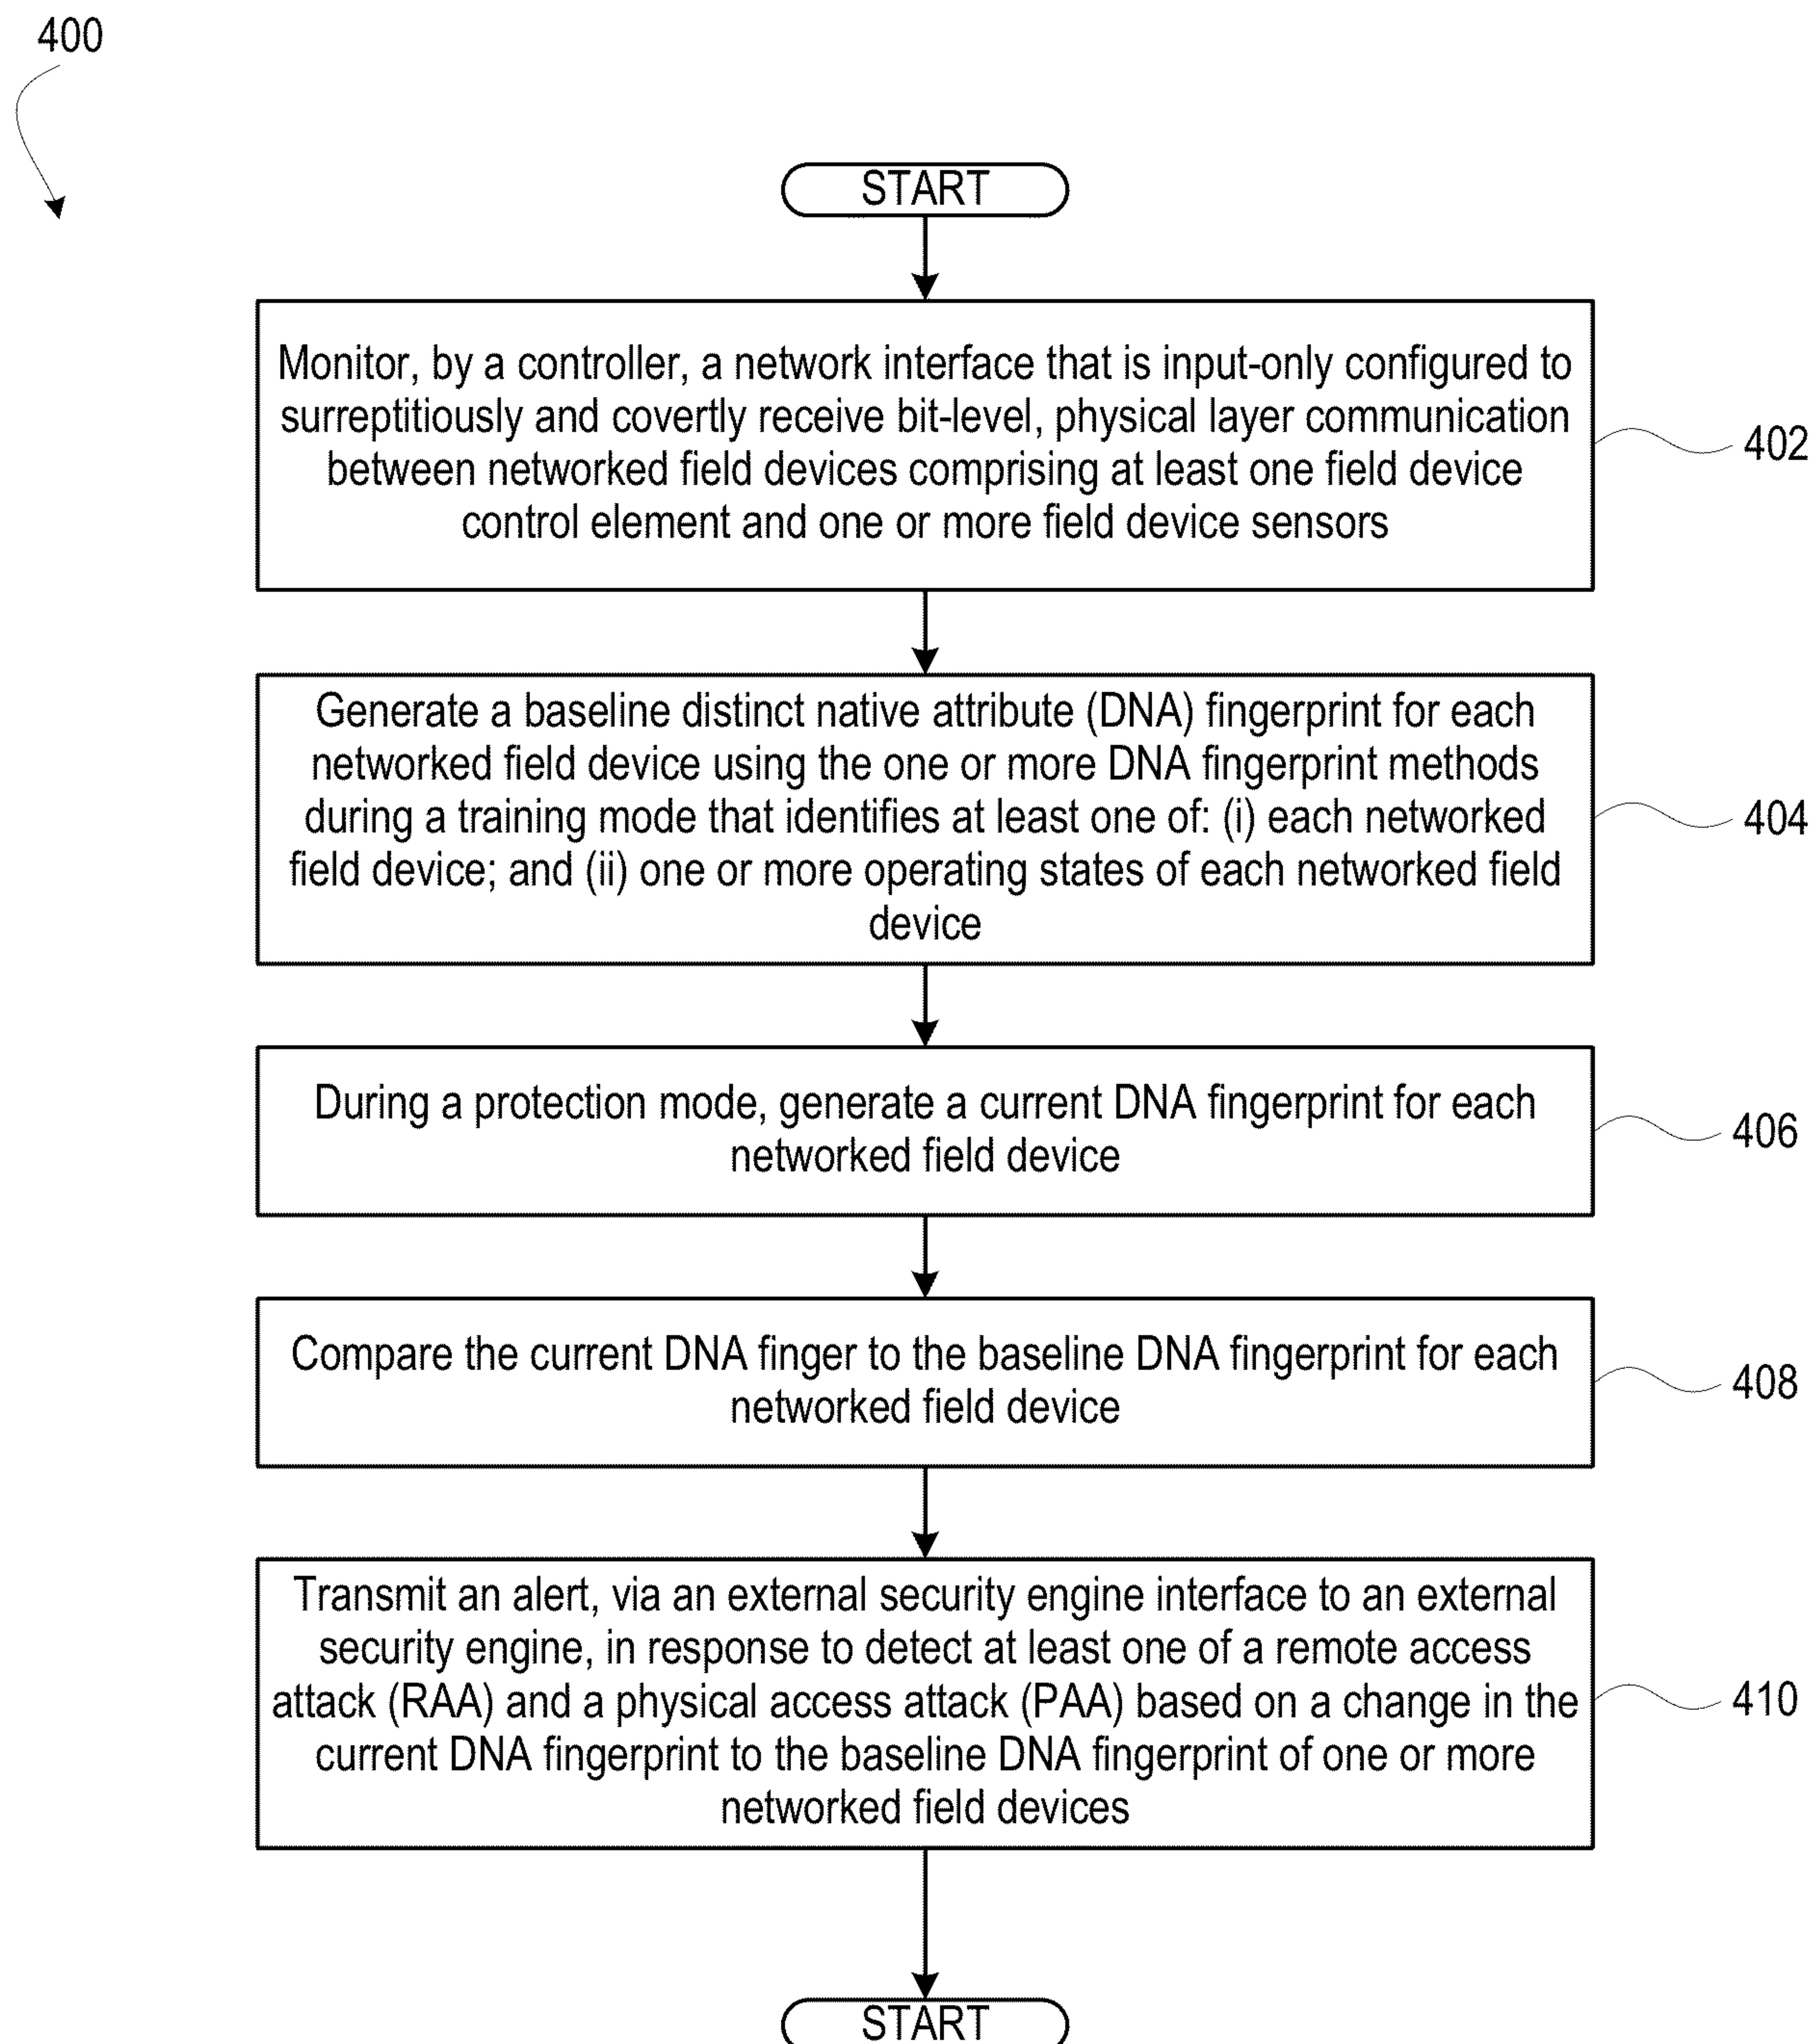 400
START
Monitor, by a controller, a network interface that is input-only configured to
surreptitiously and covertly receive bit-level, physical layer communication
between networked field devices comprising at least one field device
control element and one or more field device sensors
402
Generate a baseline distinct native attribute (DNA) fingerprint for each
networked field device using the one or more DNA fingerprint methods
during a training mode that identifies at least one of: (i) each networked
field device; and (ii) one or more operating states of each networked field
device
404
During a protection mode, generate a current DNA fingerprint for each
networked field device
406
Compare the current DNA finger to the baseline DNA fingerprint for each
networked field device
408
Transmit an alert, via an external security engine interface to an external
security engine, in response to detect at least one of a remote access
attack (RAA) and a physical access attack (PAA) based on a change in the
current DNA fingerprint to the baseline DNA fingerprint of one or more
networked field devices
410
START